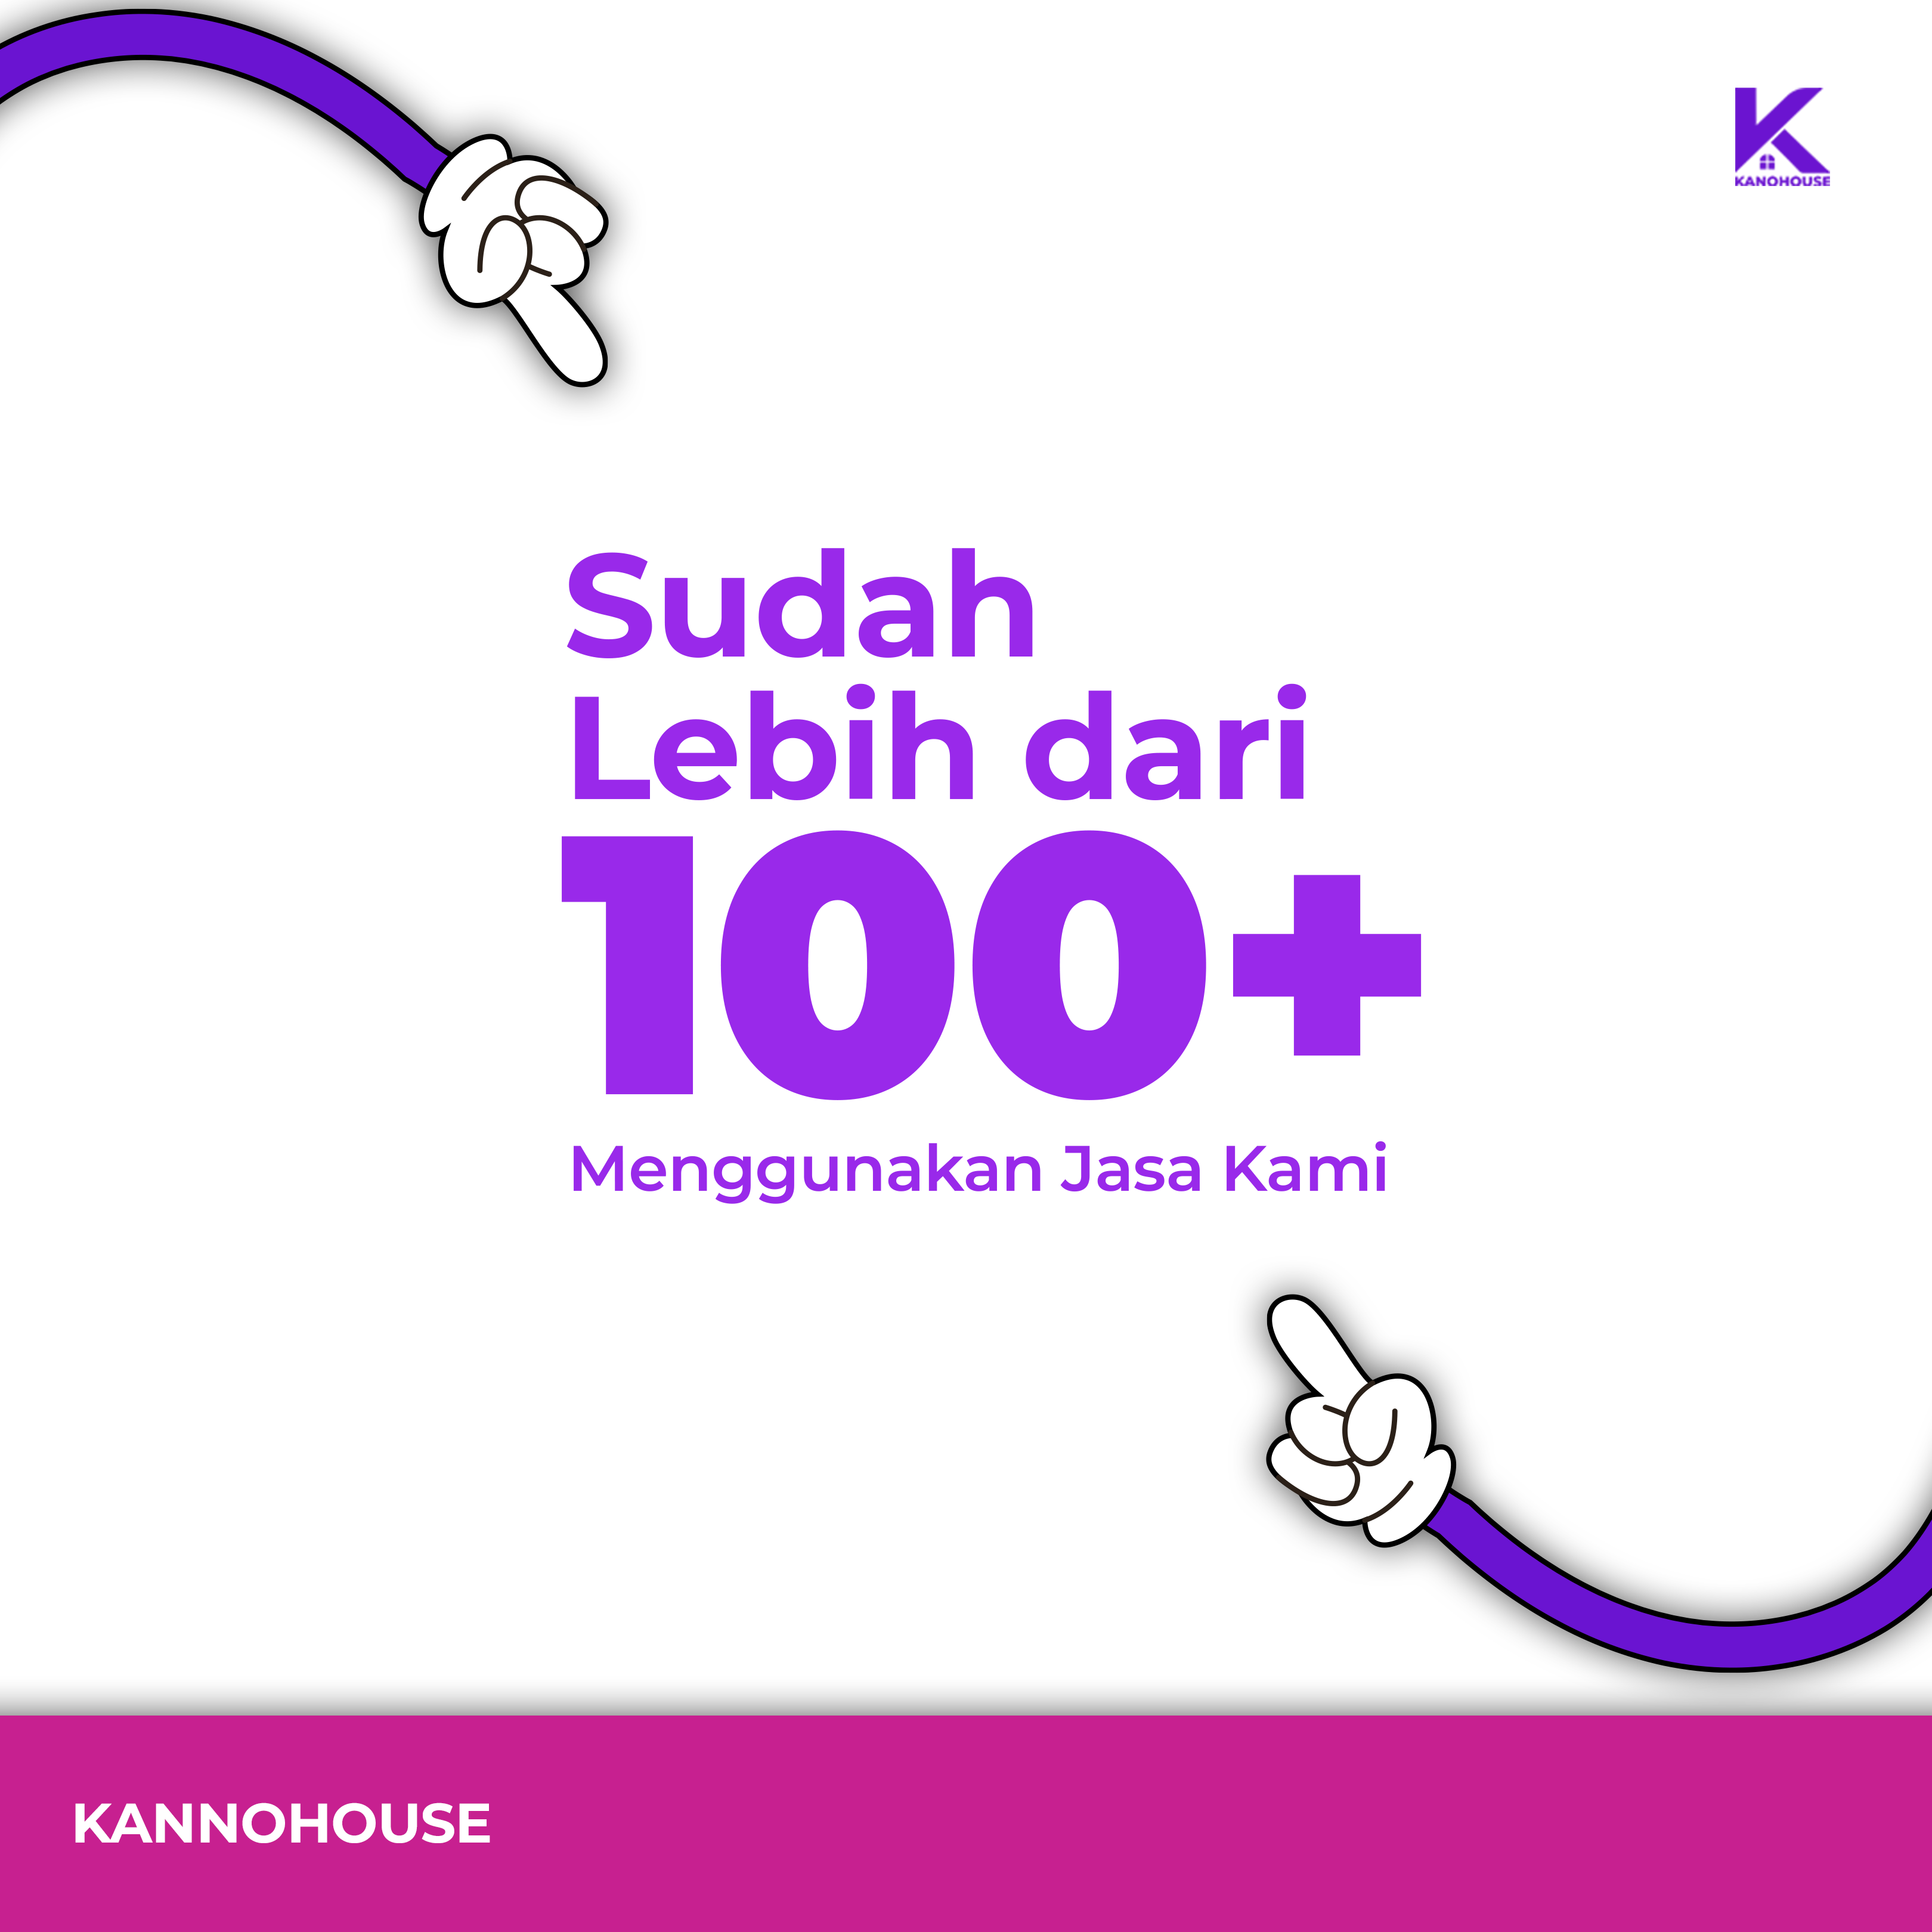 KANOHOUSE
Sudah
Lebih dari
100+
Menggunakan Jasa Kami
KANNOHOUSE